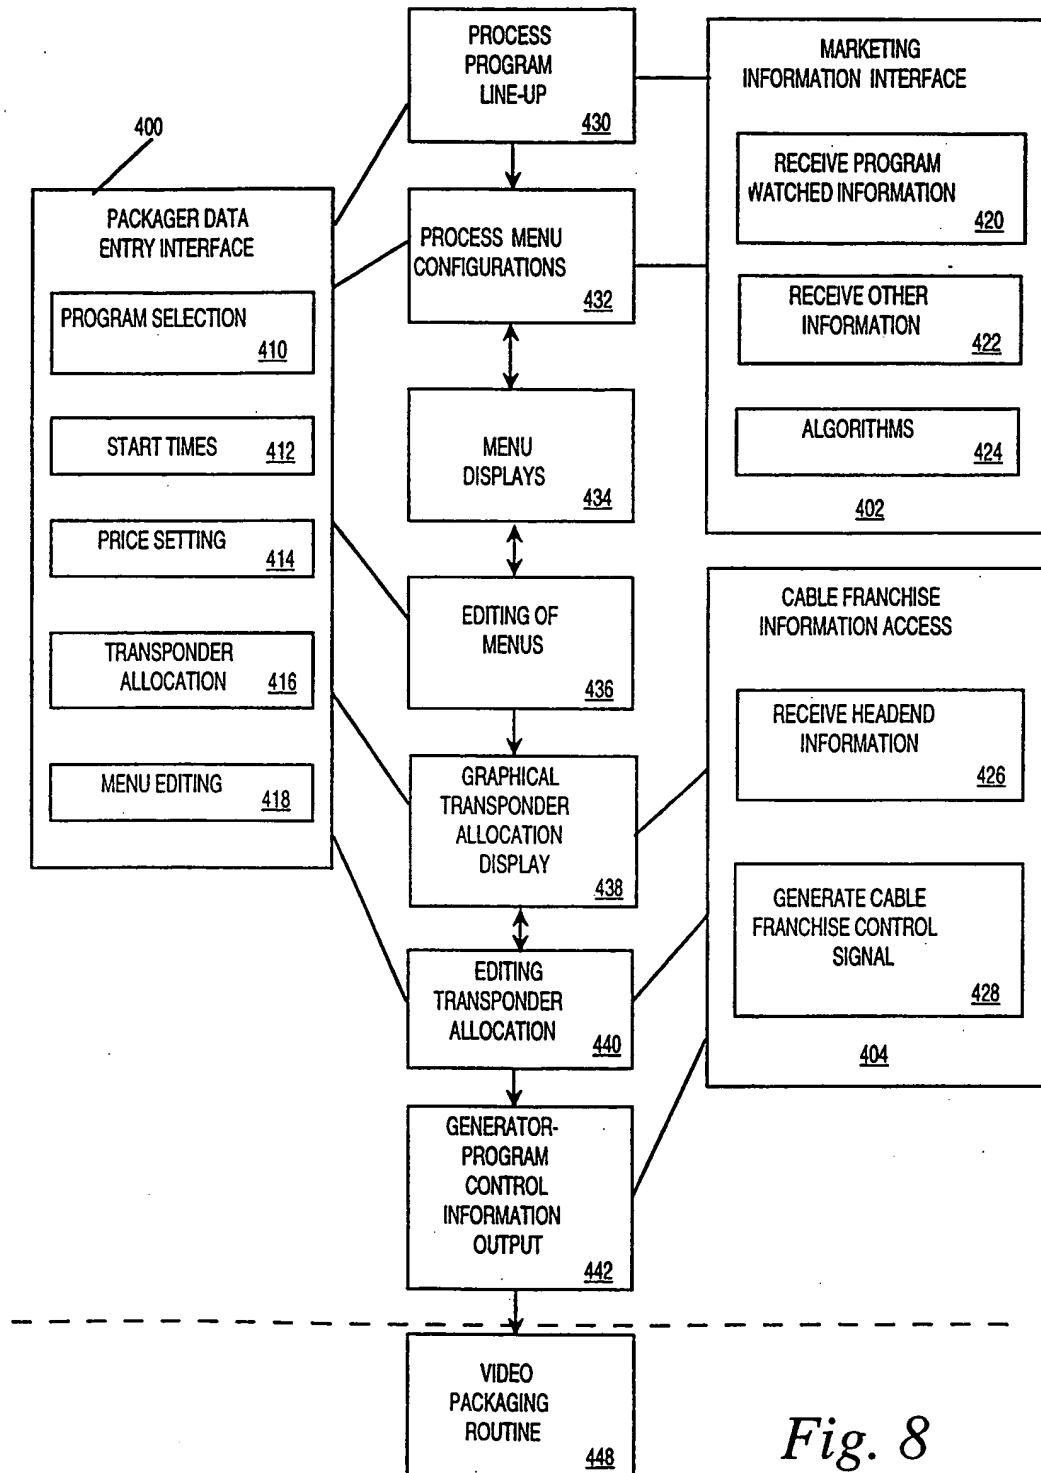 400
PACKAGER DATA
ENTRY INTERFACE
PROGRAM SELECTION
410
START TIMES 412
PRICE SETTING
414
TRANSPONDER
ALLOCATION 416
MENU EDITING 418
PROCESS
PROGRAM
LINE-UP
430
PROCESS MENU
CONFIGURATIONS
432
MENU
DISPLAYS
434
EDITING OF
MENUS
436
GRAPHICAL
TRANSPONDER
ALLOCATION
DISPLAY
438
EDITING
TRANSPONDER
ALLOCATION
440
GENERATOR-
PROGRAM
CONTROL
INFORMATION
OUTPUT
442
VIDEO
PACKAGING
ROUTINE
448
MARKETING
INFORMATION INTERFACE
RECEIVE PROGRAM
WATCHED INFORMATION
420
RECEIVE OTHER
INFORMATION
422
ALGORITHMS
424
402
CABLE FRANCHISE
INFORMATION ACCESS
RECEIVE HEADEND
INFORMATION
426
GENERATE CABLE
FRANCHISE CONTROL
SIGNAL
428
404
Fig. 8